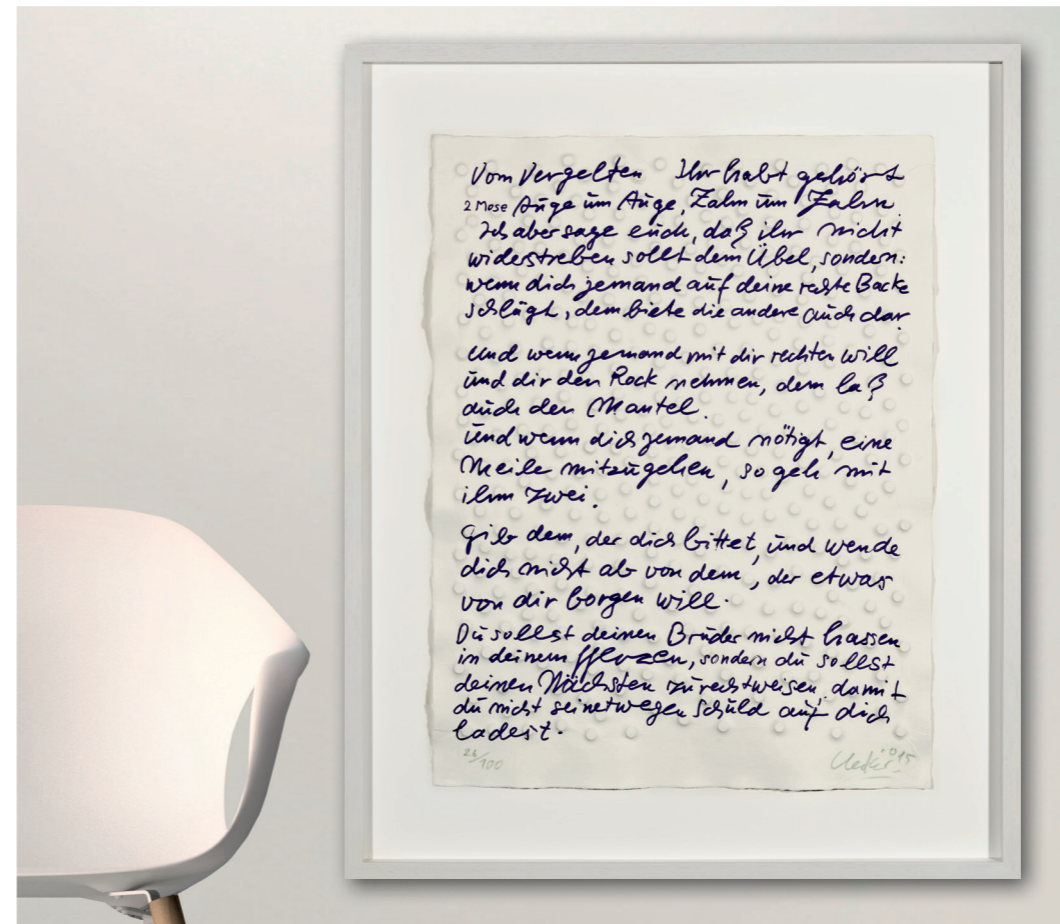 Vom Vergelten Ihr habt gehört
2 Mose Auge um Auge, Zahn um Zahn
Ich aber sage euch, daß ihr nicht
widerstreben sollt dem Übel, sondern:
wenn dich jemand auf deine rechte Backe
schlägt, dem biete die andere auch dar
Und wenn jemand mit dir rechten will
und dir den Rock nehmen, dem laß
auch den Mantel.
Und wenn dich jemand nötigt, eine
Meile mitzugehen, so geh mit
ihm zwei.
Gib dem, der dich bittet, und wende
dich nicht ab von dem, der etwas
von dir borgen will.
Du sollst deinen Bruder nicht hassen
in deinem Herzen, sondern du sollst
deinen Nächsten zurechtweisen, damit
du nicht seinetwegen Schuld auf dich
ladest.
26/100 Uecker '015